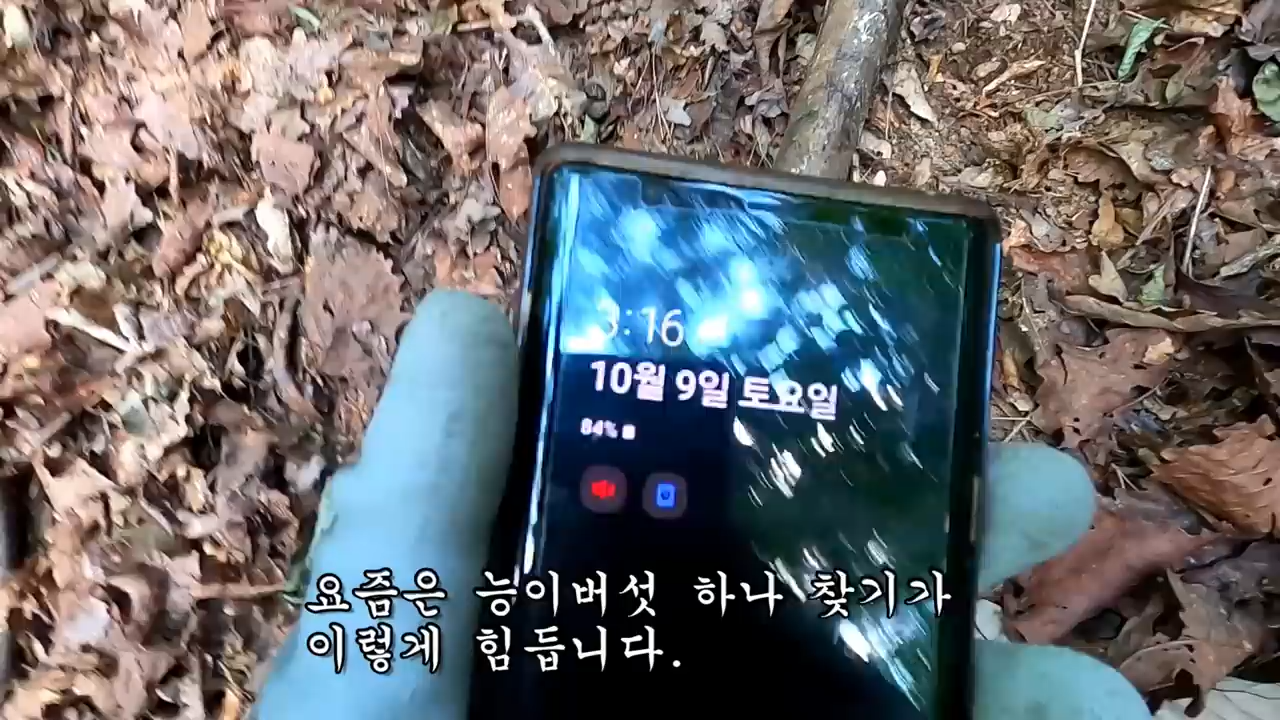 3:16
10월 9일 토요일
84%
요즘은 능이버섯 하나 찾기가
이렇게 힘듭니다.